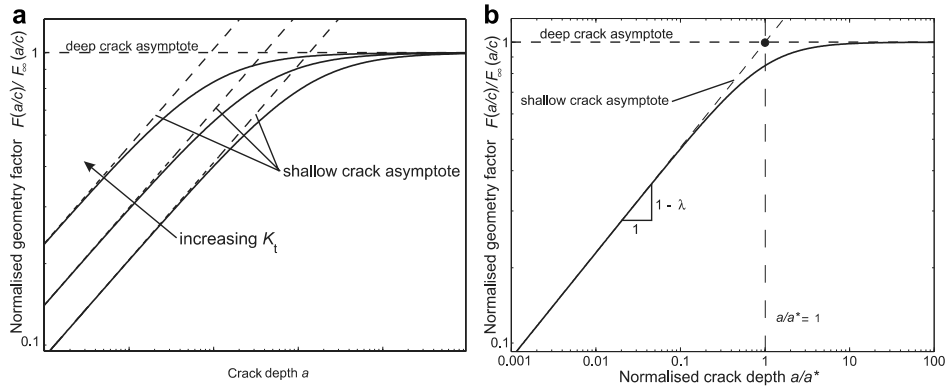 a
deep crack asymptote
1
Normalised geometry factor F(a/c)/F∞(a/c)
shallow crack asymptote
increasing Kt
0.1
Crack depth a
b
deep crack asymptote
1
Normalised geometry factor F(a/c)/F∞(a/c)
shallow crack asymptote
1 - λ
1
a/a* = 1
0.1
0.001 0.01 0.1 1 10 100
Normalised crack depth a/a*